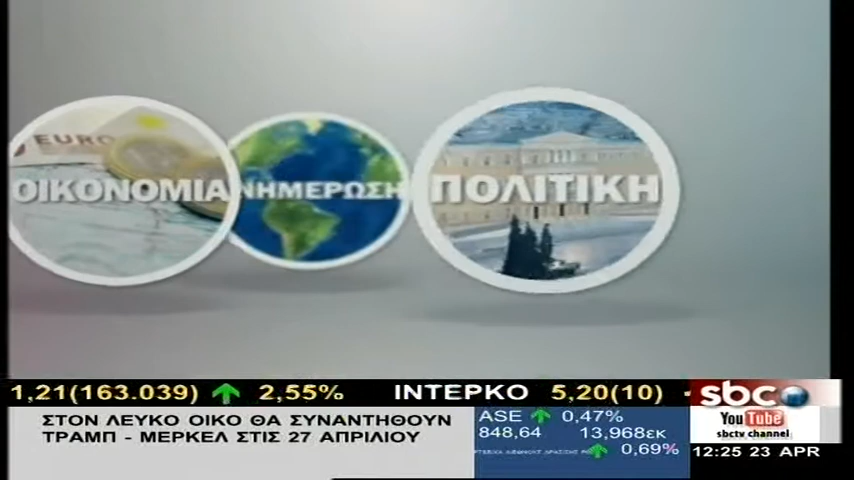 EURO
ΟΙΚΟΝΟΜΙΑ
ΝΗΜΕΡΩΣΗ
ΠΟΛΙΤΙΚΗ
1,21(163.039) 2,55% ΙΝΤΕΡΚΟ 5,20(10)
sbc
ΣΤΟΝ ΛΕΥΚΟ ΟΙΚΟ ΘΑ ΣΥΝΑΝΤΗΘΟΥΝ
ΤΡΑΜΠ - ΜΕΡΚΕΛ ΣΤΙΣ 27 ΑΠΡΙΛΙΟΥ
ASE 0,47%
848,64 13,968εκ
0,69%
YouTube
sbctv channel
12:25 23 APR